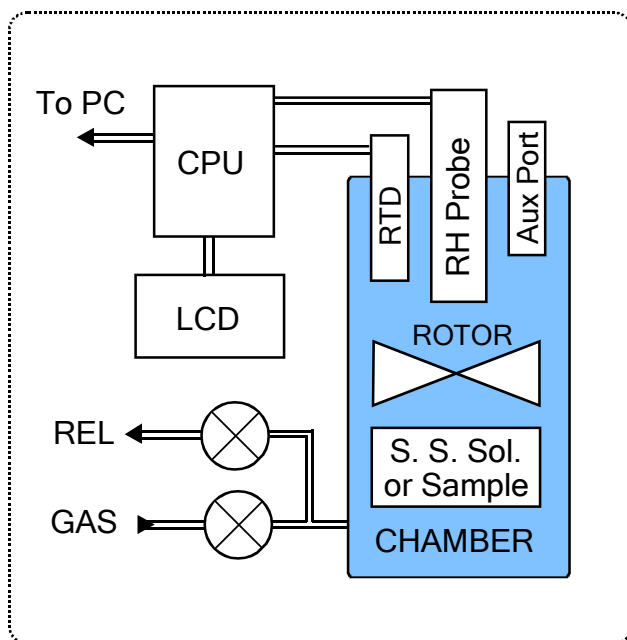 To PC
CPU
RTD
RH Probe
Aux Port
LCD
ROTOR
REL
S. S. Sol.
or Sample
GAS
CHAMBER